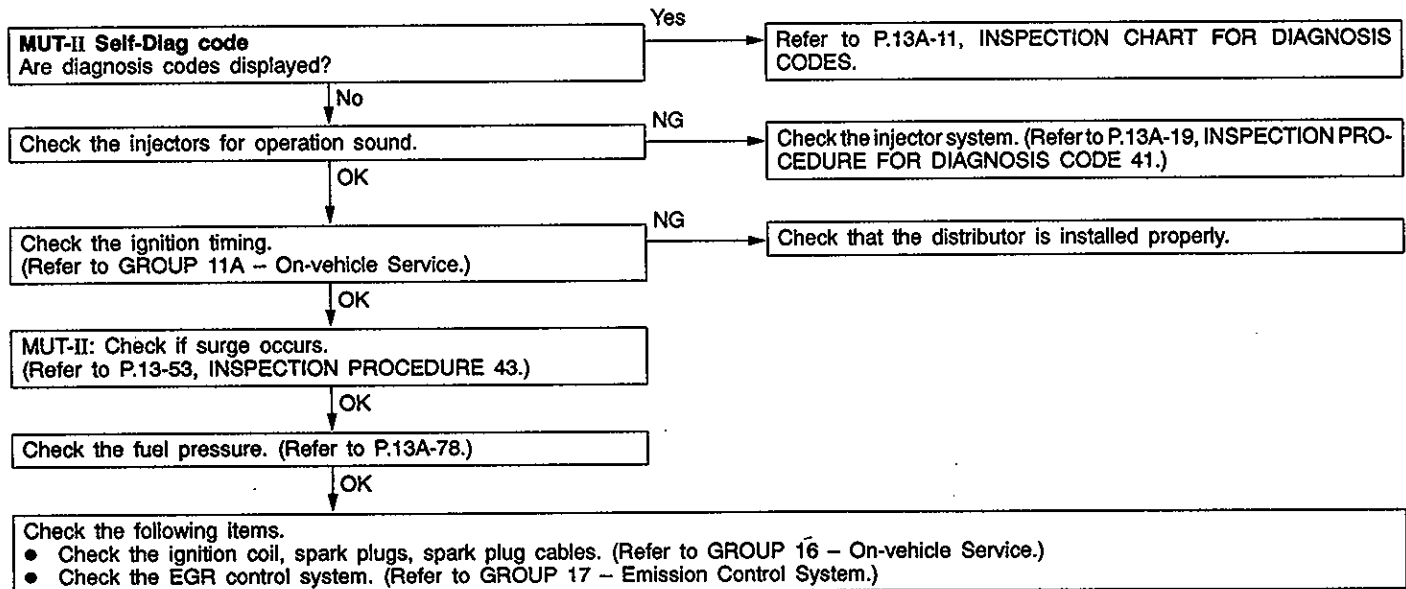 MUT-II Self-Diag code
Are diagnosis codes displayed?
Yes
Refer to P.13A-11, INSPECTION CHART FOR DIAGNOSIS
CODES.
No
Check the injectors for operation sound.
NG
Check the injector system. (Refer to P.13A-19, INSPECTION PRO-
CEDURE FOR DIAGNOSIS CODE 41.)
OK
Check the ignition timing.
(Refer to GROUP 11A – On-vehicle Service.)
NG
Check that the distributor is installed properly.
OK
MUT-II: Check if surge occurs.
(Refer to P.13-53, INSPECTION PROCEDURE 43.)
OK
Check the fuel pressure. (Refer to P.13A-78.)
OK
Check the following items.
● Check the ignition coil, spark plugs, spark plug cables. (Refer to GROUP 16 – On-vehicle Service.)
● Check the EGR control system. (Refer to GROUP 17 – Emission Control System.)